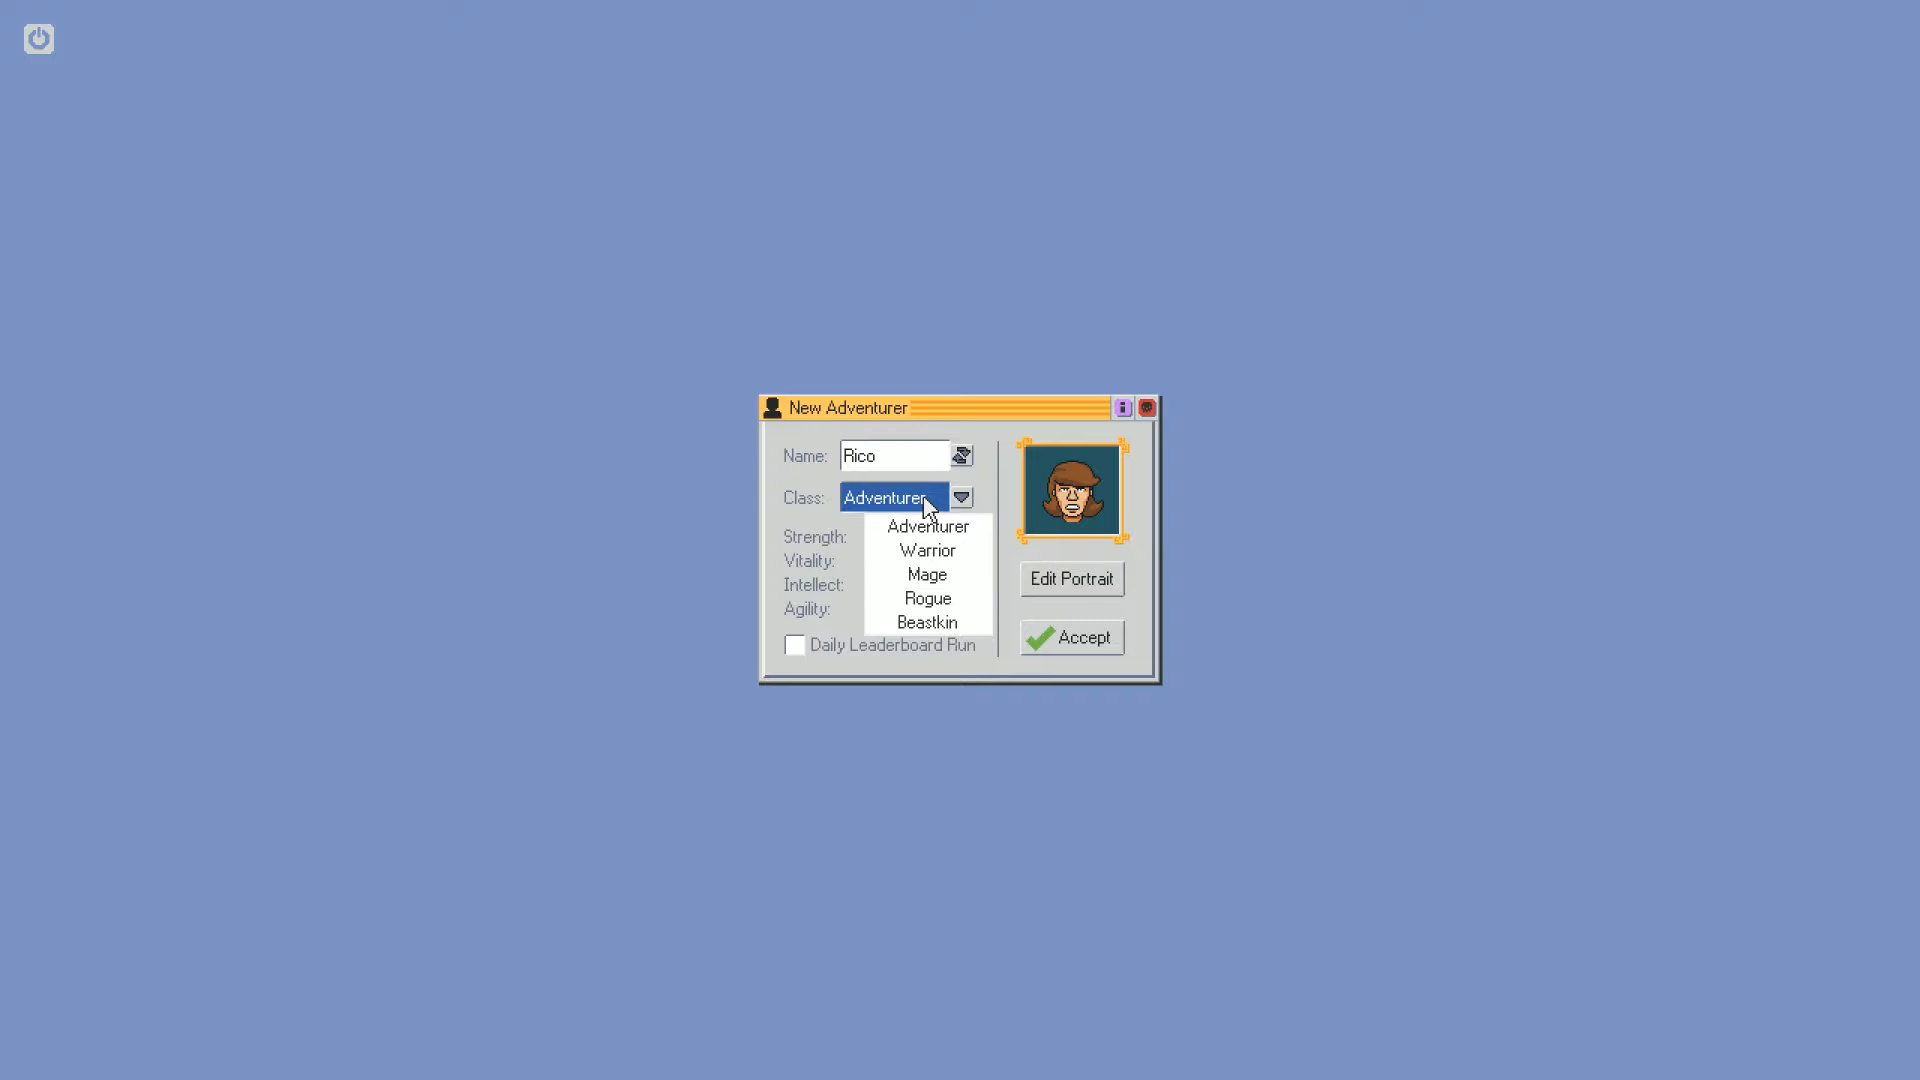 New Adventurer
Name: Rico
Class: Adventurer
Adventurer
Warrior
Mage
Rogue
Beastkin
Strength:
Vitality:
Intellect:
Agility:
Daily Leaderboard Run
Edit Portrait
Accept